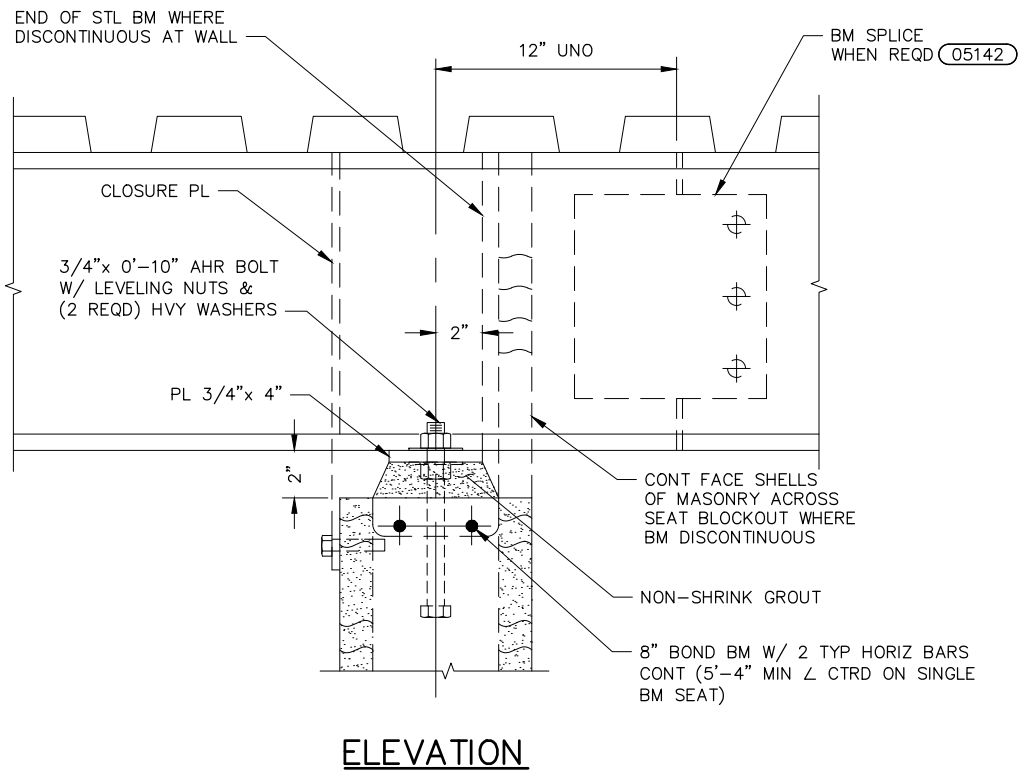 END OF STL BM WHERE
DISCONTINUOUS AT WALL
12" UNO
BM SPLICE
WHEN REQD 05142
CLOSURE PL
3/4"x 0'-10" AHR BOLT
W/ LEVELING NUTS &
(2 REQD) HVY WASHERS
2"
PL 3/4"x 4"
2"
CONT FACE SHELLS
OF MASONRY ACROSS
SEAT BLOCKOUT WHERE
BM DISCONTINUOUS
NON-SHRINK GROUT
8" BOND BM W/ 2 TYP HORIZ BARS
CONT (5'-4" MIN ∠ CTRD ON SINGLE
BM SEAT)
ELEVATION